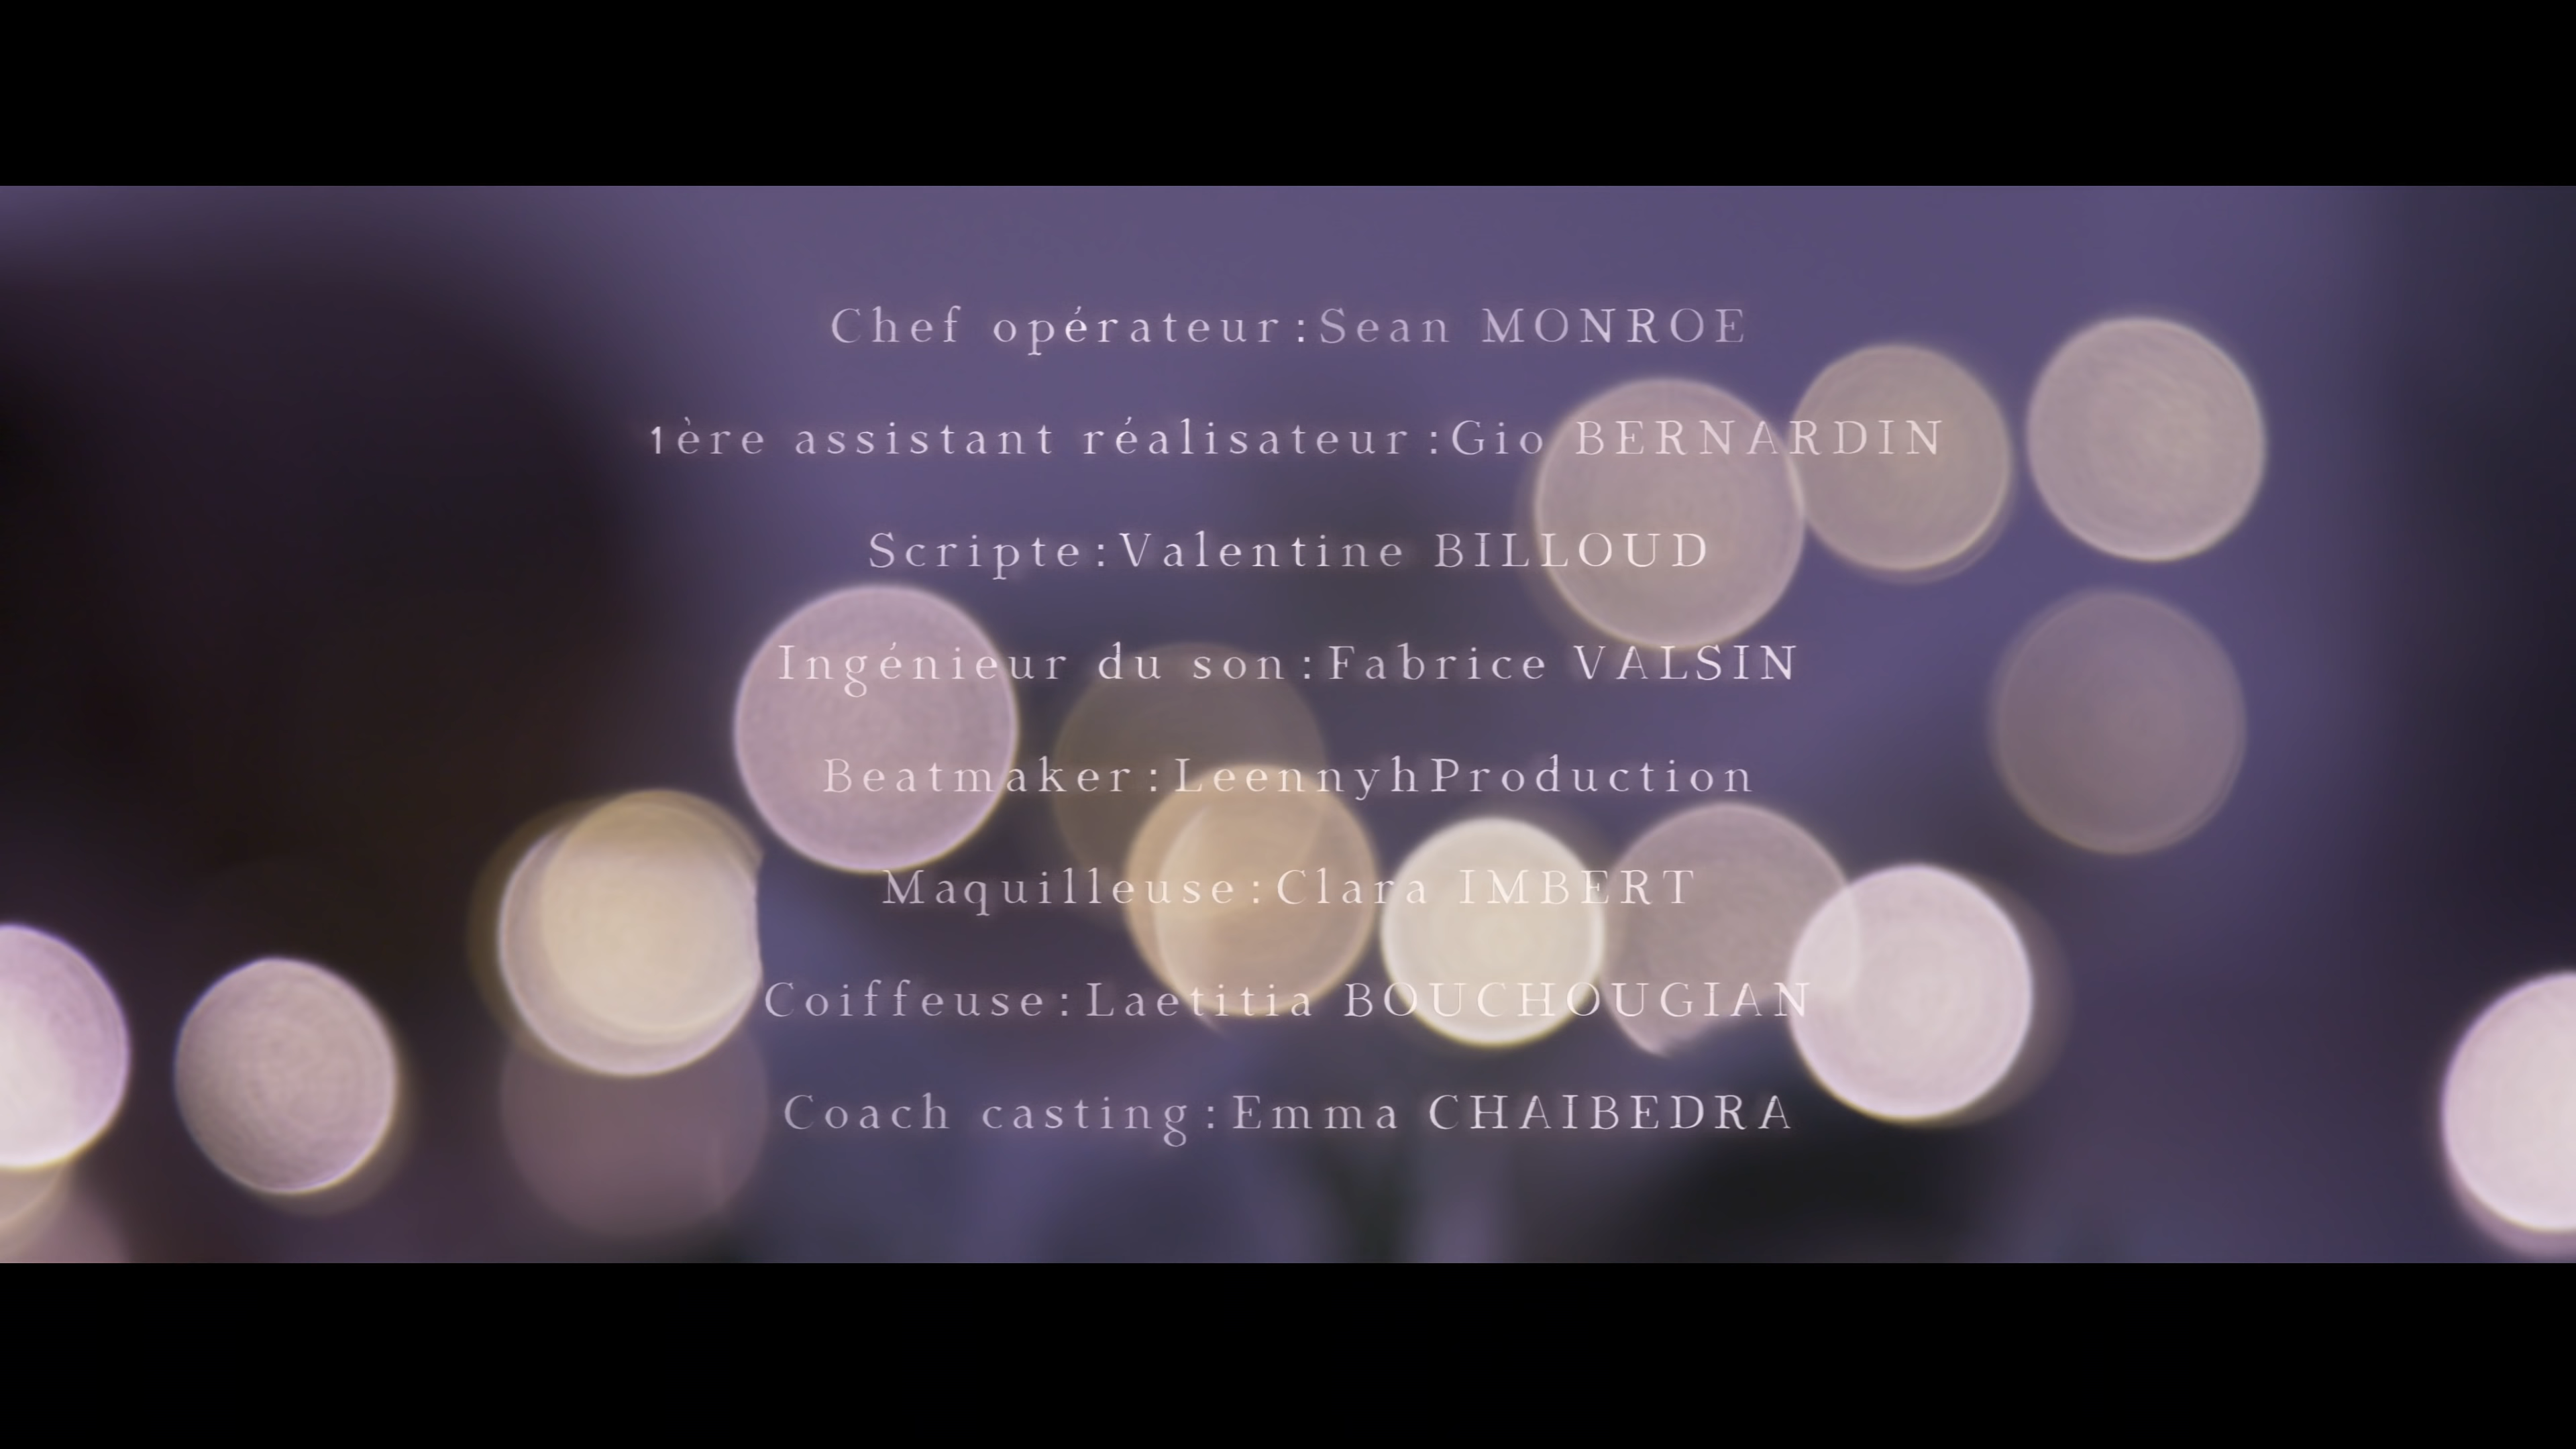 Chef opérateur:Sean MONROE
1ère assistant réalisateur :Gio BERNARDIN
Scripte:Valentine BILLOUD
Ingénieur du son:Fabrice VALSIN
Beatmaker:LeennyhProduction
Maquilleuse:Clara IMBERT
Coiffeuse:Laetitia BOUCHOUGIAN
Coach casting:Emma CHAIBEDRA